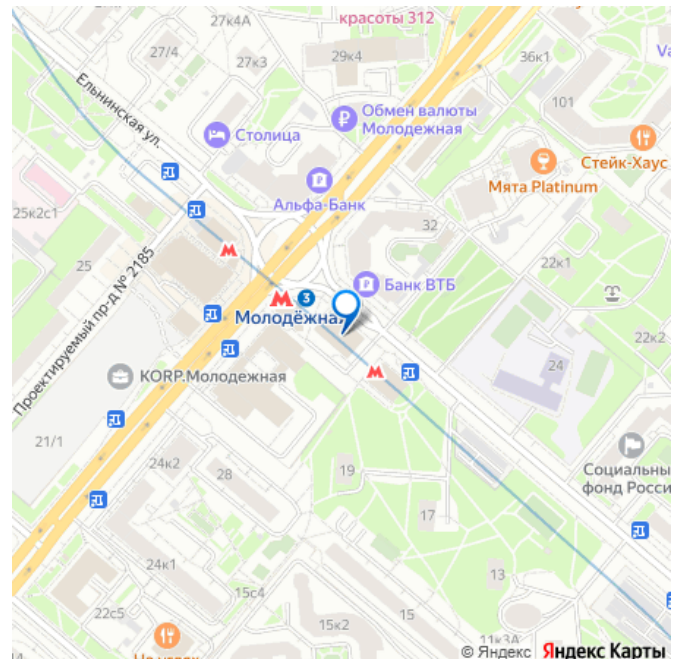 27к4А
красоты 312
27/4
27к3
29к4
36к1
Ельнинская ул.
Обмен валюты
Молодежная
101
Столица
Стейк-Хаус
Альфа-Банк
Мята Platinum
25к2с1
32
25
Проектируемый пр-д № 2185
22к1
Банк ВТБ
3
Молодёжная
22к2
24
KORP.Молодежная
21/1
24к2
28
19
Социальны
фонд Росси
17
24к1
13
22с5
15с4
15к2
15
11к3А
© Яндекс Яндекс Карты